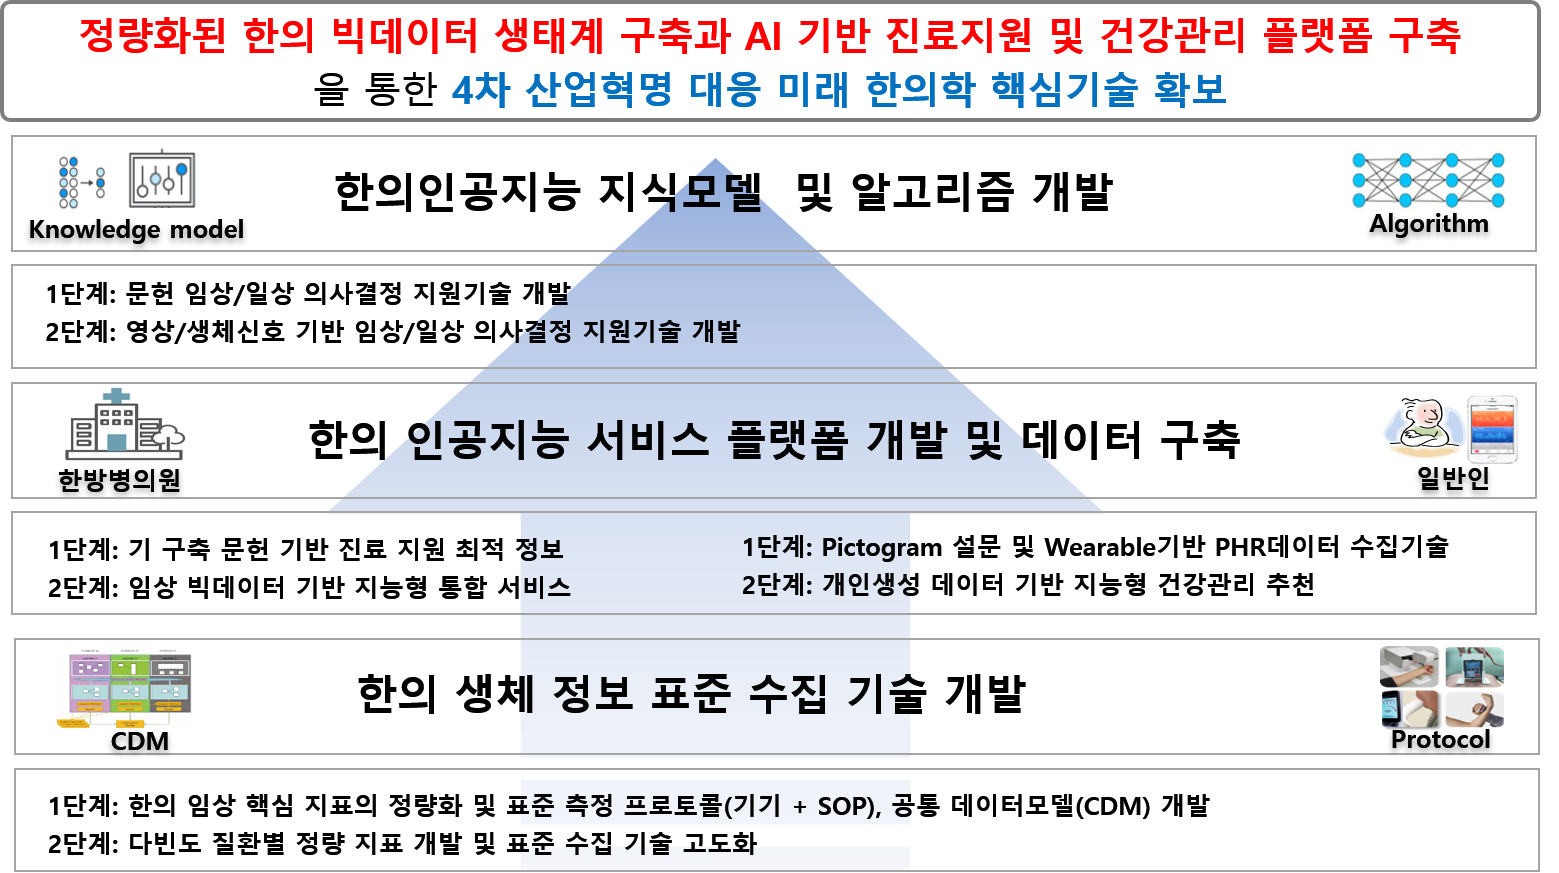 정량화된 한의 빅데이터 생태계 구축과 AI 기반 진료지원 및 건강관리 플랫폼 구축
을 통한 4차 산업혁명 대응 미래 한의학 핵심기술 확보
한의인공지능 지식모델 및 알고리즘 개발
Knowledge model
Algorithm
1단계: 문헌 임상/일상 의사결정 지원기술 개발
2단계: 영상/생체신호 기반 임상/일상 의사결정 지원기술 개발
한의 인공지능 서비스 플랫폼 개발 및 데이터 구축
한방병의원
일반인
1단계: 기 구축 문헌 기반 진료 지원 최적 정보
2단계: 임상 빅데이터 기반 지능형 통합 서비스
1단계: Pictogram 설문 및 Wearable기반 PHR데이터 수집기술
2단계: 개인생성 데이터 기반 지능형 건강관리 추천
한의 생체 정보 표준 수집 기술 개발
CDM
Protocol
1단계: 한의 임상 핵심 지표의 정량화 및 표준 측정 프로토콜(기기 + SOP), 공통 데이터모델(CDM) 개발
2단계: 다빈도 질환별 정량 지표 개발 및 표준 수집 기술 고도화